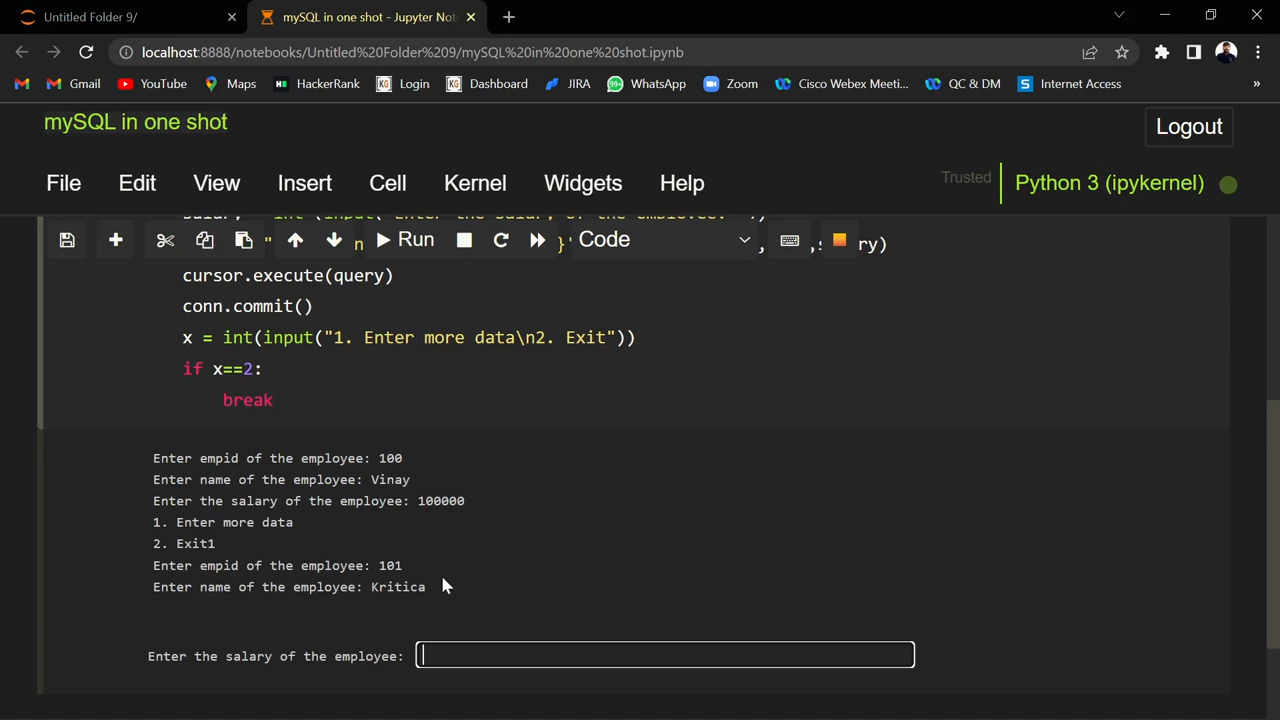 Untitled Folder 9/
mySQL in one shot - Jupyter Not
localhost:8888/notebooks/Untitled%20Folder%209/mySQL%20in%20one%20shot.ipynb
Gmail YouTube Maps HackerRank Login Dashboard JIRA WhatsApp Zoom Cisco Webex Meeti... QC & DM Internet Access »
mySQL in one shot
Logout
File Edit View Insert Cell Kernel Widgets Help
Trusted
Python 3 (ipykernel)
Run
Code
cursor.execute(query)
conn.commit()
x = int(input("1. Enter more data\n2. Exit"))
if x==2:
break
Enter empid of the employee: 100
Enter name of the employee: Vinay
Enter the salary of the employee: 100000
1. Enter more data
2. Exit1
Enter empid of the employee: 101
Enter name of the employee: Kritica
Enter the salary of the employee: